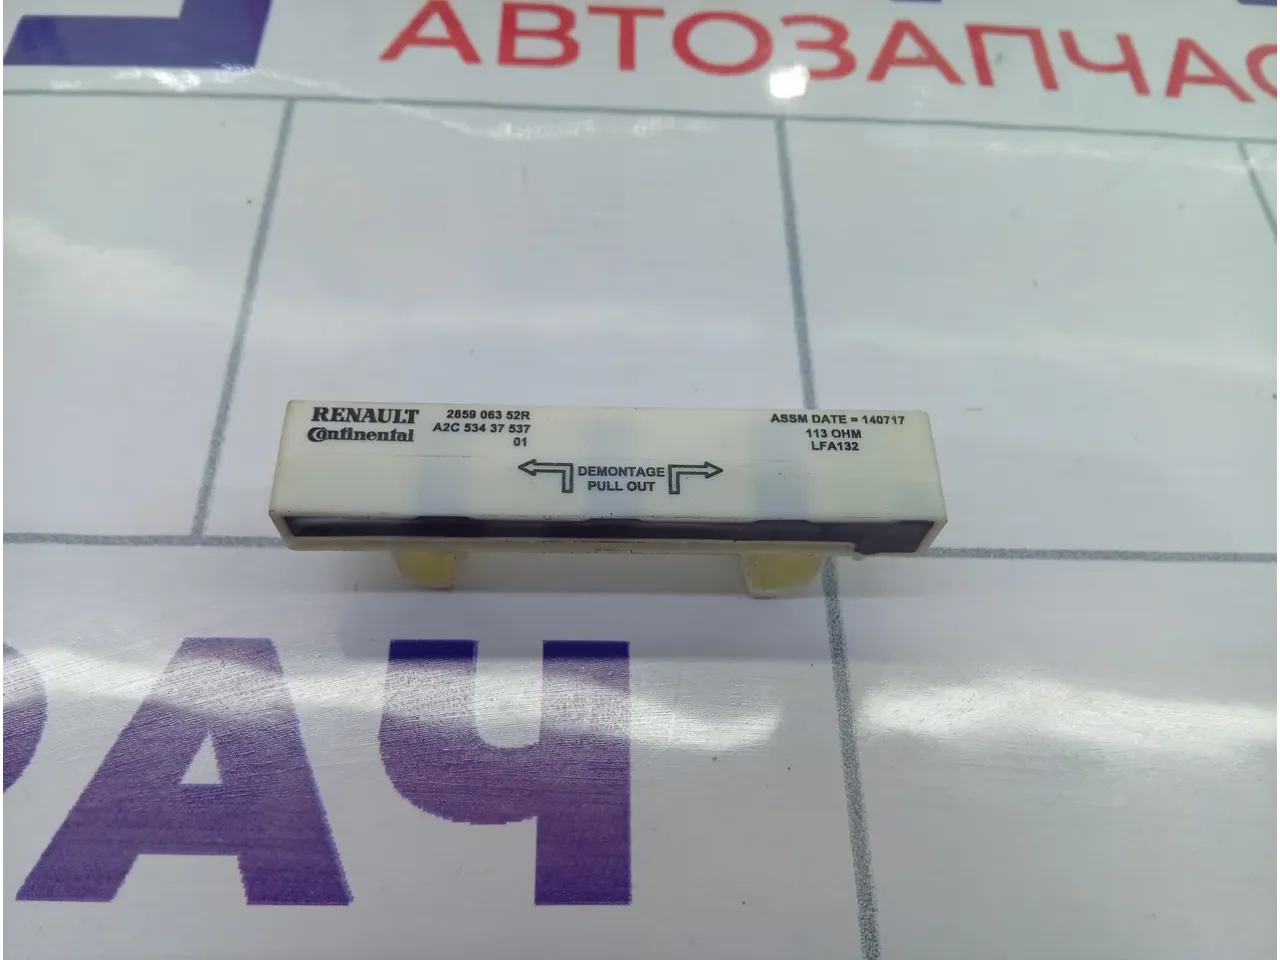 АВТОЗАПЧАС
RENAULT
Continental
2859 063 52R
A2C 534 37 537
01
ASSM DATE = 140717
113 OHM
LFA132
DEMONTAGE
PULL OUT
РАЧ